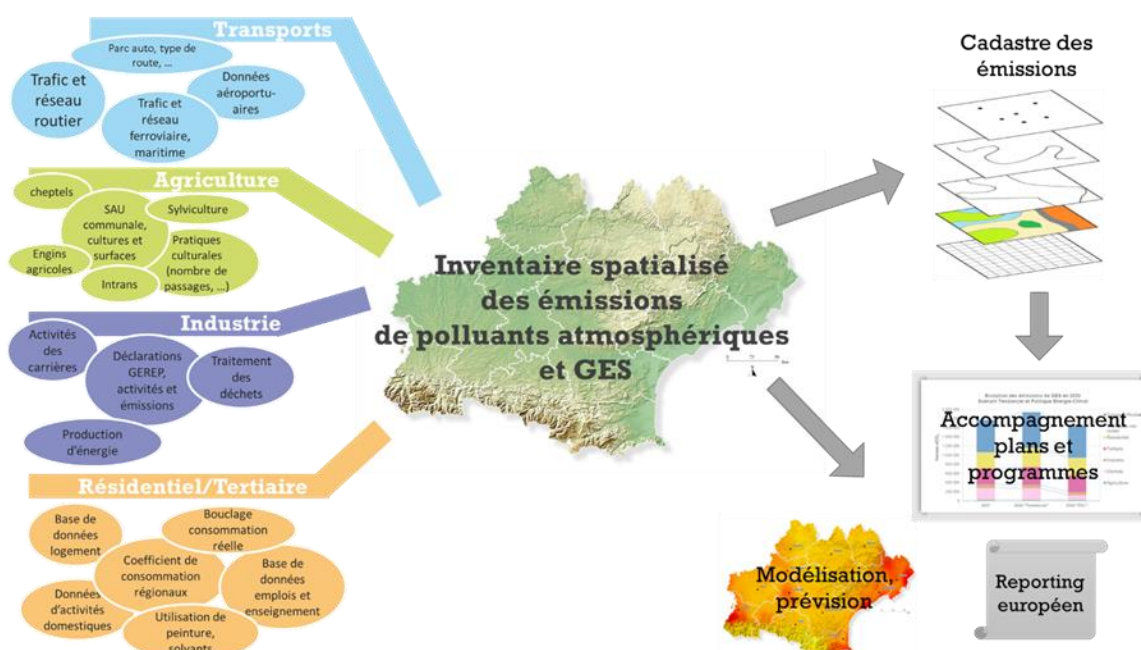 Transports
Parc auto, type de
route, ...
Trafic et
réseau
routier
Données
aéroportu-
aires
Trafic et
réseau
ferroviaire,
maritime
Agriculture
cheptels
SAU
communale,
cultures et
surfaces
Sylviculture
Engins
agricoles
Pratiques
culturales
(nombre de
passages, ...)
Intrans
Industrie
Activités
des
carrières
Déclarations
GEREP,
activités et
émissions
Traitement
des
déchets
Production
d'énergie
Résidentiel/Tertiaire
Base de
données
logement
Bouclage
consommation
réelle
Coefficient de
consommation
régionaux
Base de
données
emplois et
enseignement
Données
d'activités
domestiques
Utilisation de
peinture,
solvants
Inventaire spatialisé
des émissions
de polluants atmosphériques
et GES
Cadastre des
émissions
Accompagnement
plans et
programmes
Modélisation,
prévision
Reporting
européen